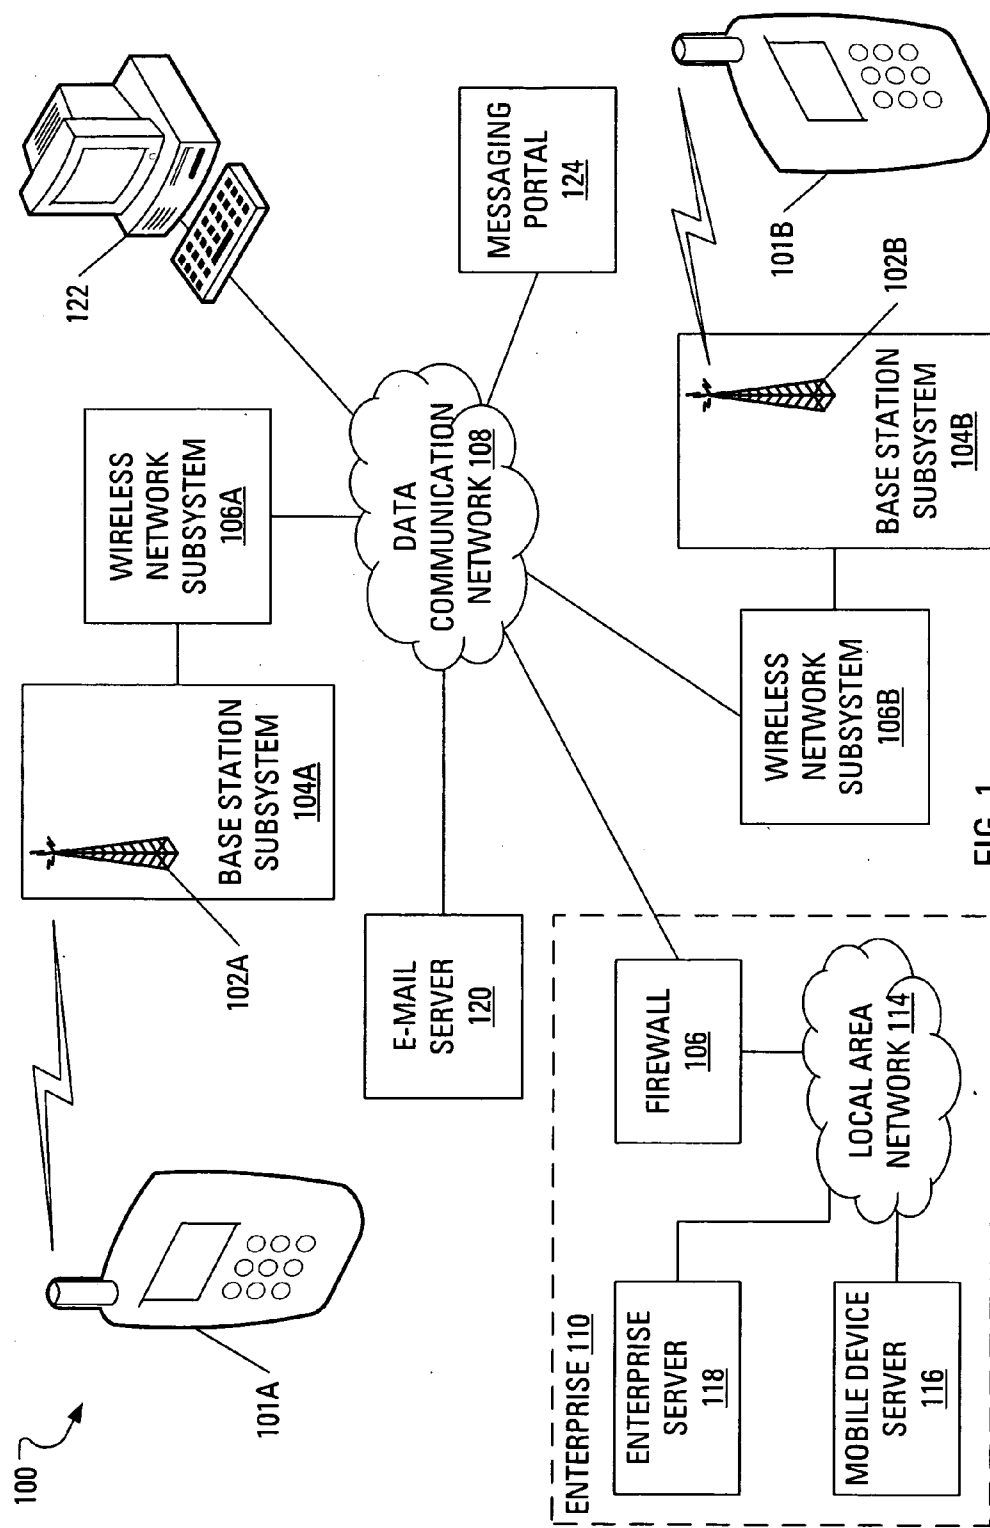 100
101A
102A
BASE STATION
SUBSYSTEM
104A
WIRELESS
NETWORK
SUBSYSTEM
106A
122
E-MAIL
SERVER
120
DATA
COMMUNICATION
NETWORK 108
MESSAGING
PORTAL
124
ENTERPRISE 110
ENTERPRISE
SERVER
118
FIREWALL
106
MOBILE DEVICE
SERVER
116
LOCAL AREA
NETWORK 114
WIRELESS
NETWORK
SUBSYSTEM
106B
BASE STATION
SUBSYSTEM
104B
102B
101B
FIG. 1